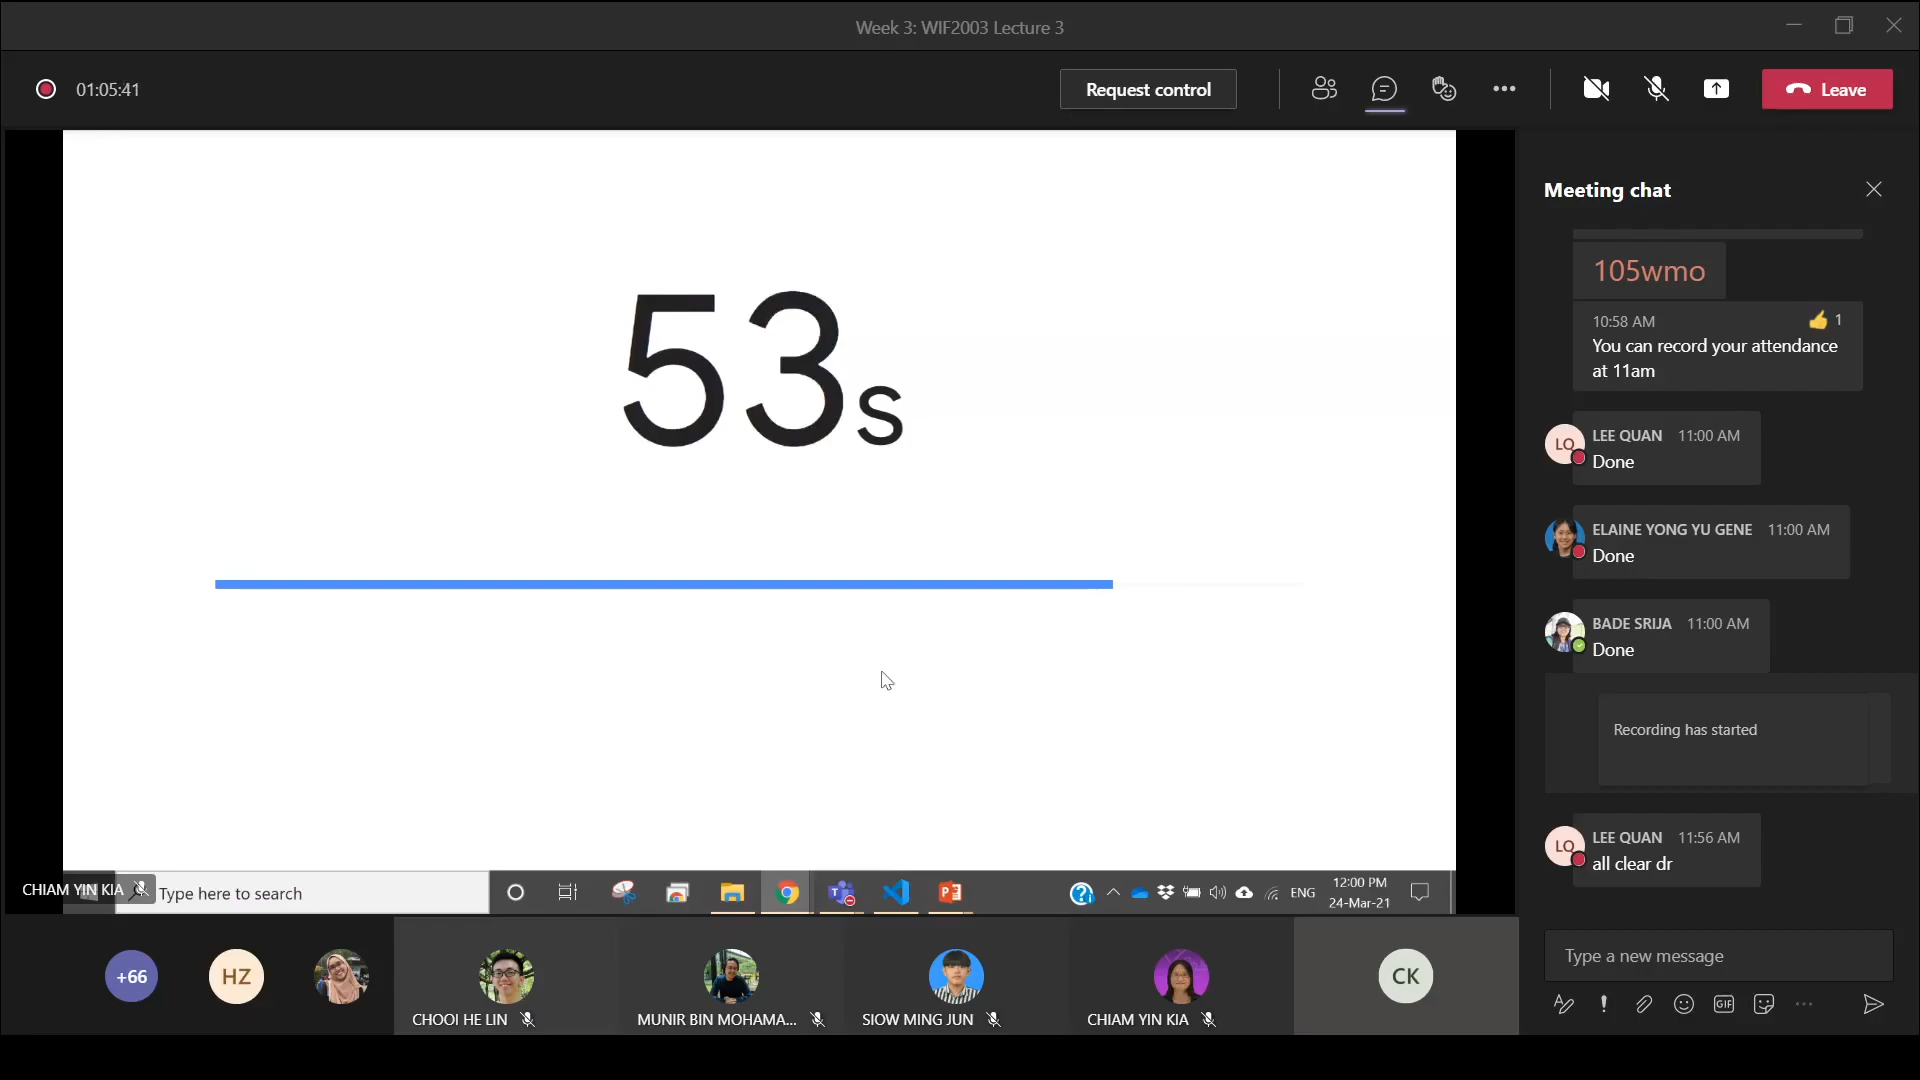 Week 3: WIF2003 Lecture 3
01:05:41
Request control
Leave
53s
Meeting chat
105wmo
10:58 AM
👍 1
You can record your attendance
at 11am
LQ
LEE QUAN 11:00 AM
Done
ELAINE YONG YU GENE 11:00 AM
Done
BADE SRIJA 11:00 AM
Done
Recording has started
LQ
LEE QUAN 11:56 AM
all clear dr
CHIAM YIN KIA
Type here to search
ENG
12:00 PM
24-Mar-21
Type a new message
GIF
+66
HZ
CHOOI HE LIN
MUNIR BIN MOHAMA...
SIOW MING JUN
CHIAM YIN KIA
CK